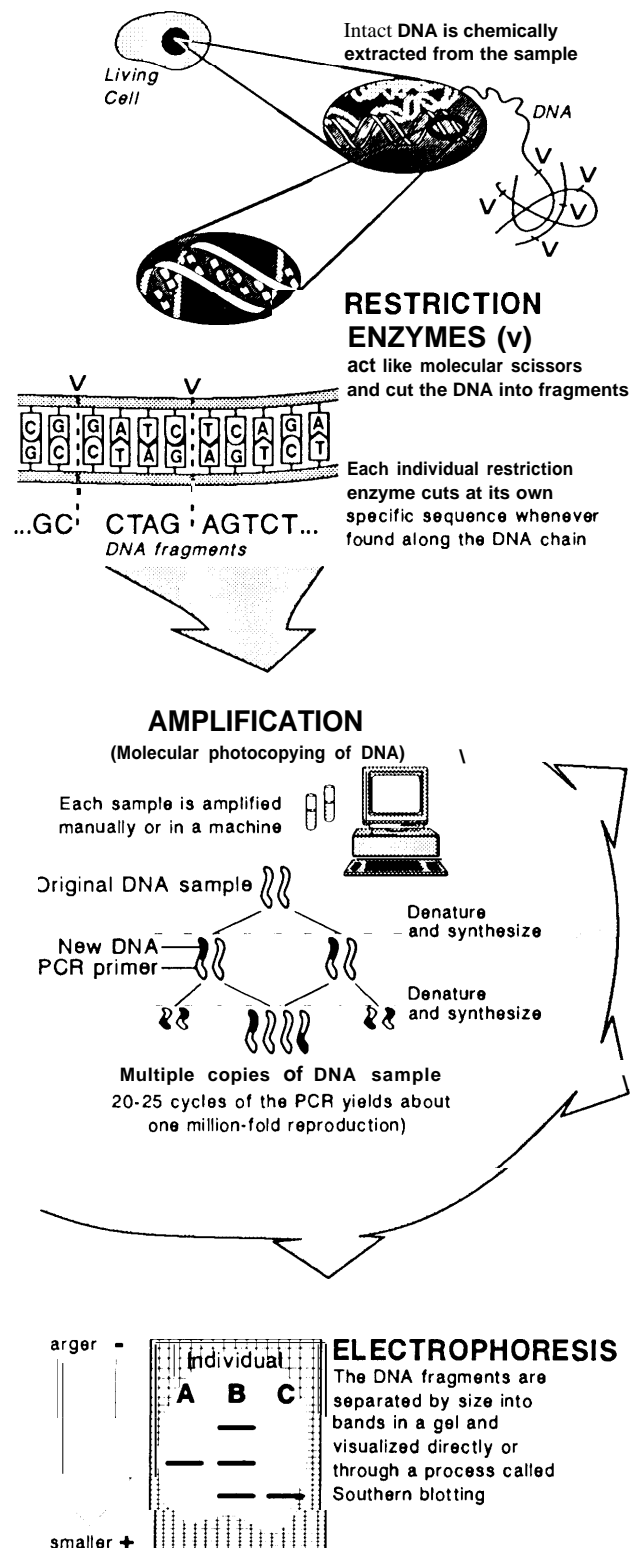 Intact DNA is chemically
extracted from the sample
Living
Cell
DNA
V
V
V
V
V
V
RESTRICTION
ENZYMES (v)
act like molecular scissors
and cut the DNA into fragments
V V
C G G A T C T C A G A
G C C T A G A G T C T
Each individual restriction
enzyme cuts at its own
specific sequence whenever
found along the DNA chain
...GC CTAG AGTCT...
DNA fragments
AMPLIFICATION
(Molecular photocopying of DNA)
Each sample is amplified
manually or in a machine
Original DNA sample
Denature
and synthesize
New DNA
PCR primer
Denature
and synthesize
Multiple copies of DNA sample
20-25 cycles of the PCR yields about
one million-fold reproduction)
arger -
Individual
A B C
ELECTROPHORESIS
The DNA fragments are
separated by size into
bands in a gel and
visualized directly or
through a process called
Southern blotting
smaller +